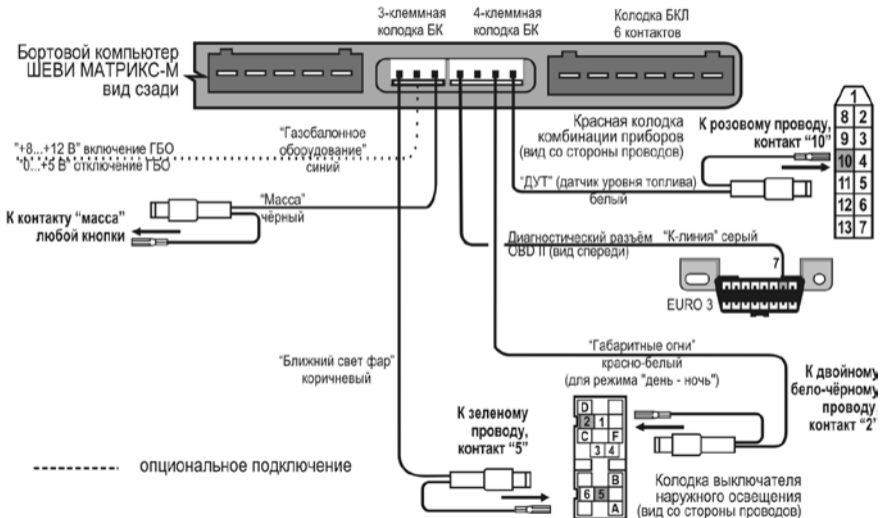 3-клеммная
колодка БК
4-клеммная
колодка БК
Колодка БКЛ
6 контактов
Бортовой компьютер
ШЕВИ МАТРИКС-М
вид сзади
Красная колодка
комбинации приборов
(вид со стороны проводов)
К розовому проводу,
контакт "10"
1
8 2
9 3
10 4
11 5
12 6
13 7
"+8...+12 В" включение ГБО
"0...+5 В" отключение ГБО
"Газобалонное
оборудование"
синий
"ДУТ" (датчик уровня топлива)
белый
"Масса"
чёрный
К контакту "масса"
любой кнопки
Диагностический разъём
OBD II (вид спереди)
"К-линия" серый
7
EURO 3
"Ближний свет фар"
коричневый
"Габаритные огни"
красно-белый
(для режима "день - ночь")
К двойному
бело-чёрному
проводу,
контакт "2"
К зеленому
проводу,
контакт "5"
D
2 1
C F
3 4
B
6 5
A
опциональное подключение
Колодка выключателя
наружного освещения
(вид со стороны проводов)